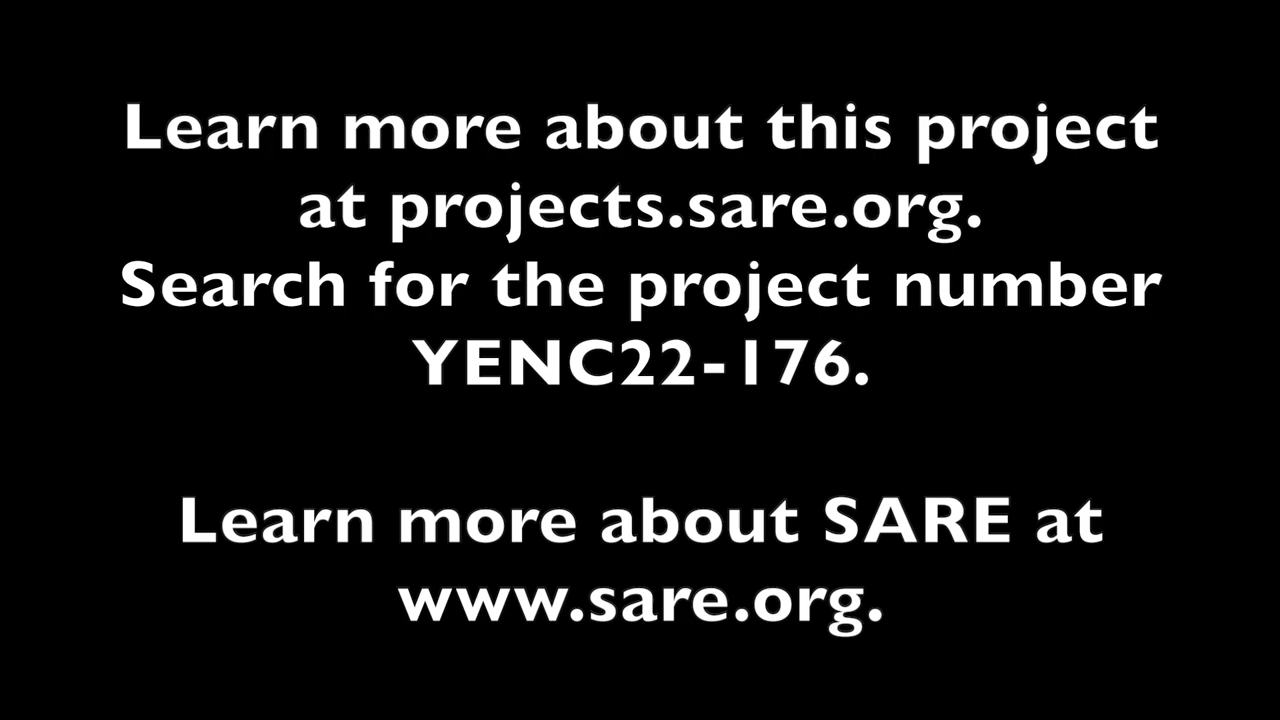 Learn more about this project
at projects.sare.org.
Search for the project number
YENC22-176.
Learn more about SARE at
www.sare.org.